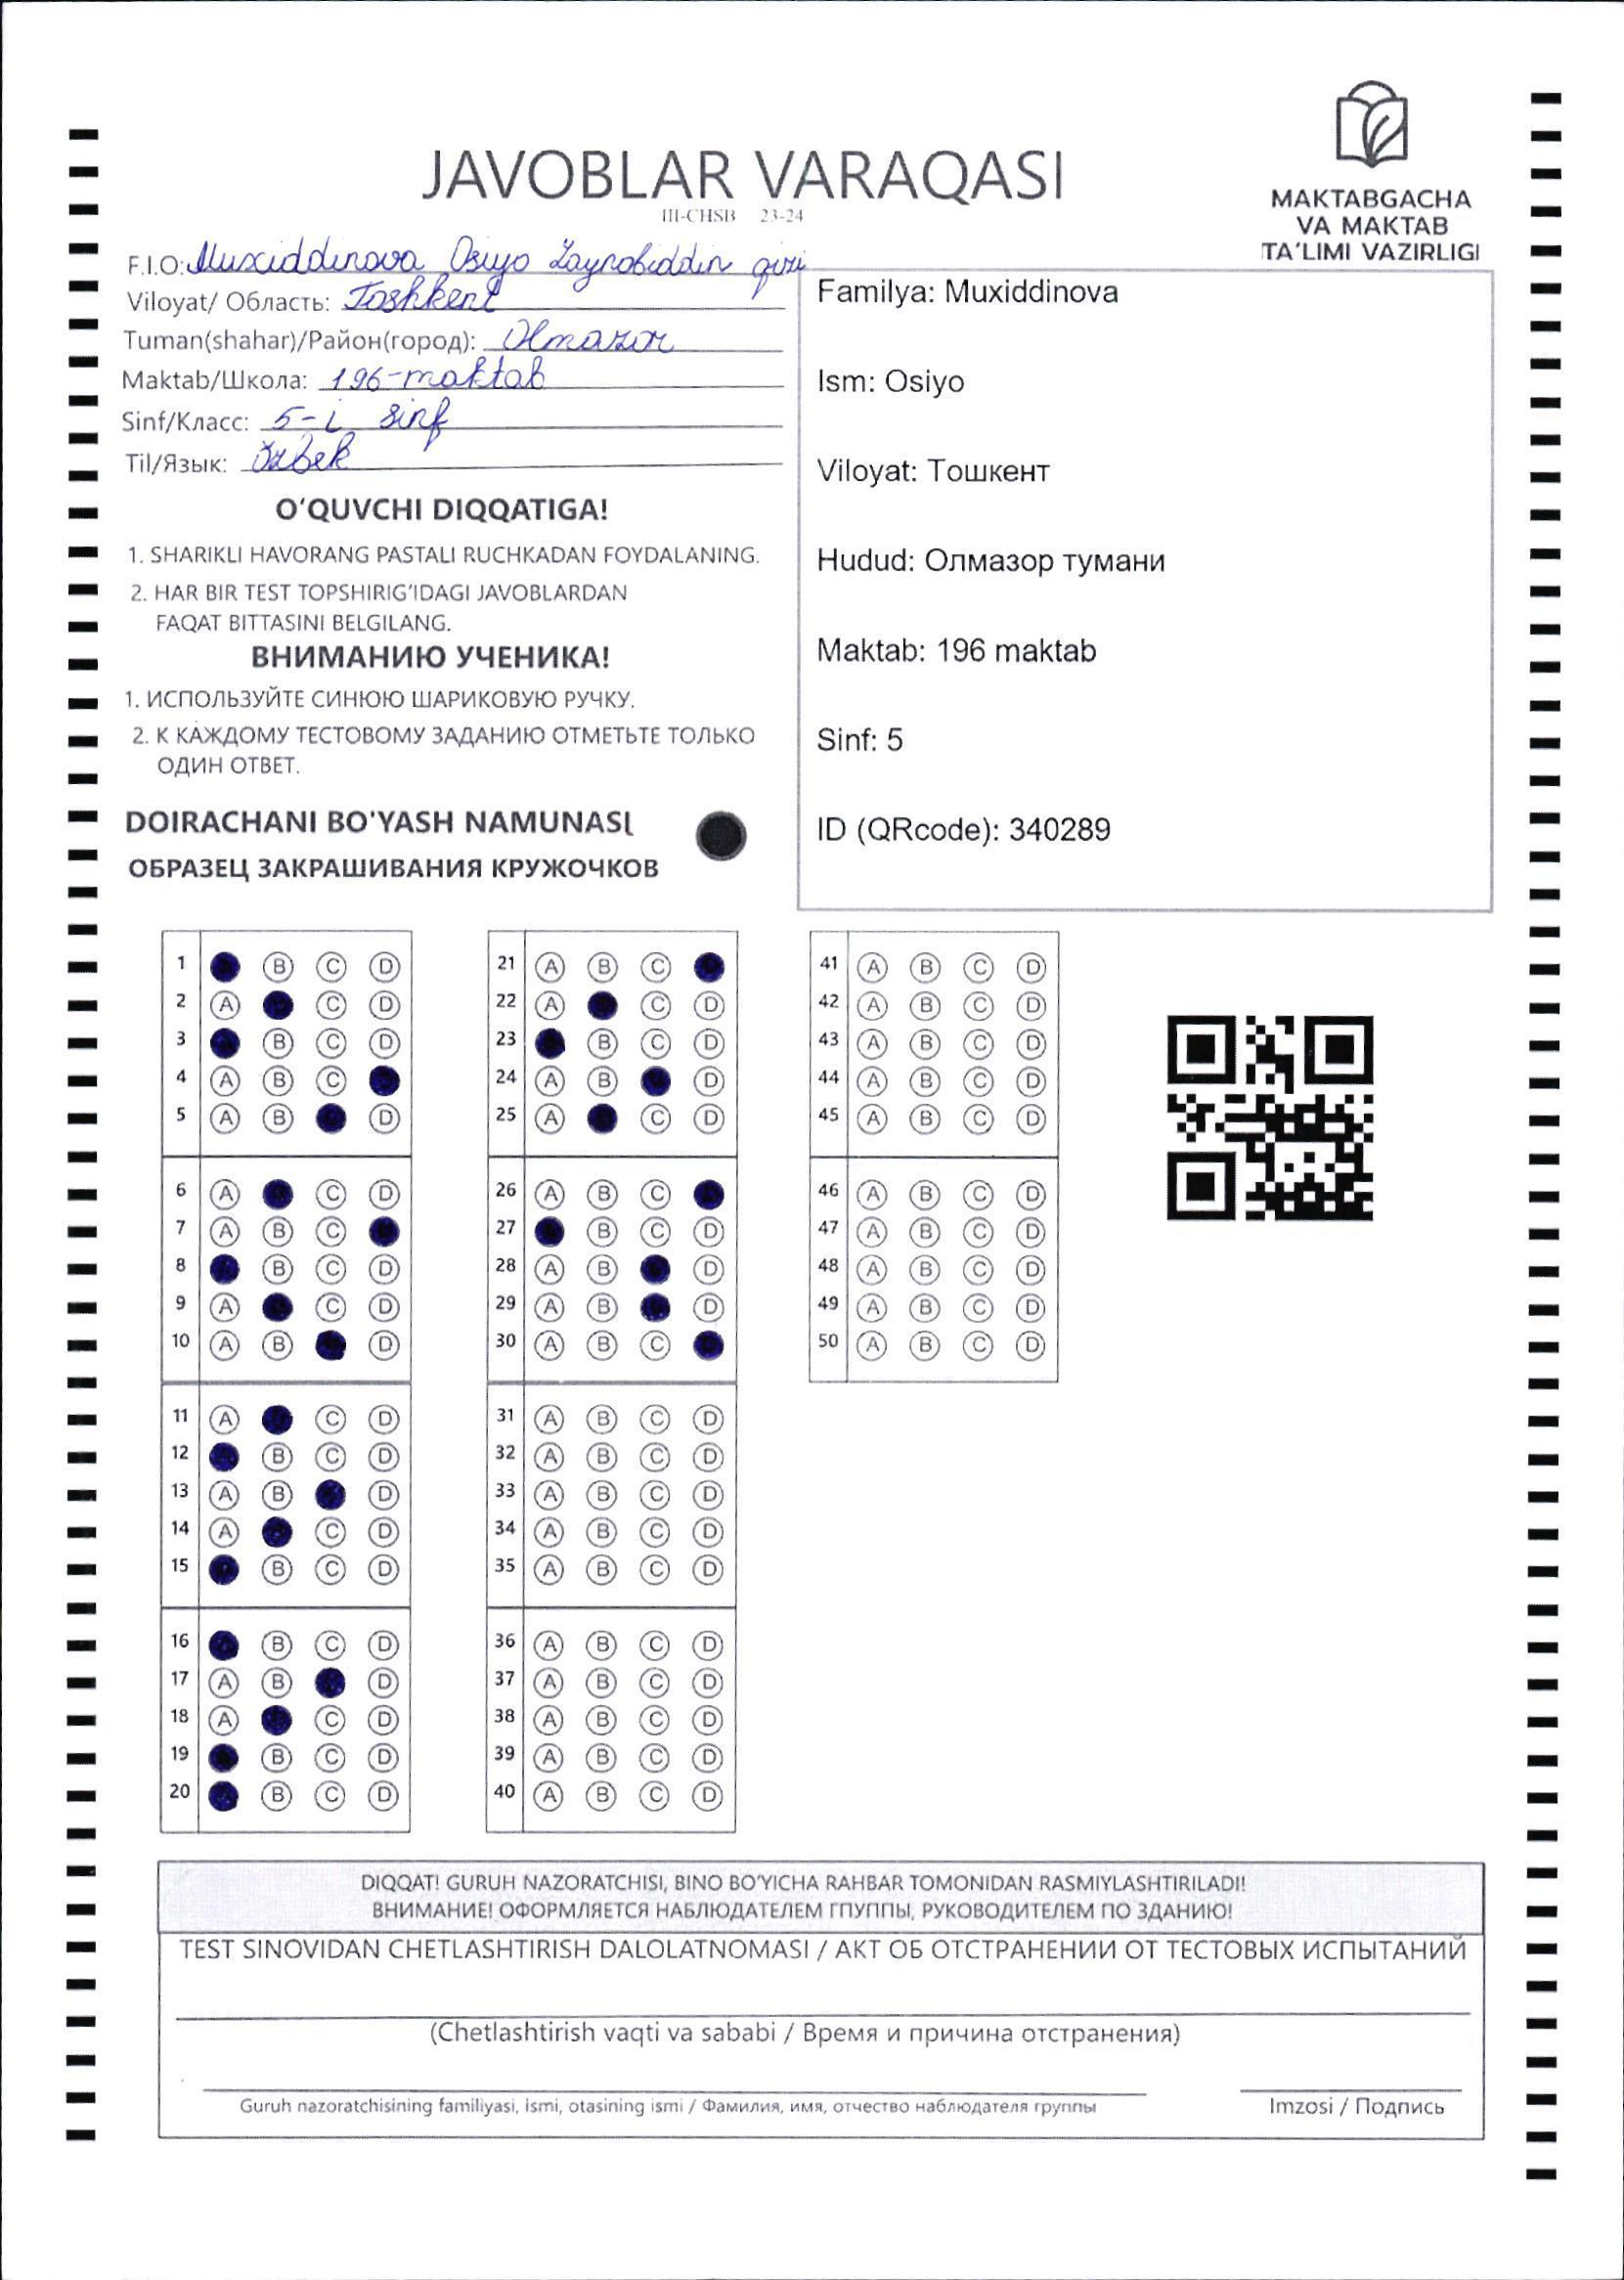 JAVOBLAR VARAQASI
III-CHSB 23-24
MAKTABGACHA
VA MAKTAB
TA'LIMI VAZIRLIGI
F.I.O: Muxiddinova Osiyo Zaynobiddin qizi
Viloyat/ Область: Toshkent
Tuman(shahar)/Район(город): Olmazor
Maktab/Школа: 196-maktab
Sinf/Класс: 5-i sinf
Til/Язык: Özbek
O'QUVCHI DIQQATIGA!
1. SHARIKLI HAVORANG PASTALI RUCHKADAN FOYDALANING.
2. HAR BIR TEST TOPSHIRIG'IDAGI JAVOBLARDAN
FAQAT BITTASINI BELGILANG.
ВНИМАНИЮ УЧЕНИКА!
1. ИСПОЛЬЗУЙТЕ СИНЮЮ ШАРИКОВУЮ РУЧКУ.
2. К КАЖДОМУ ТЕСТОВОМУ ЗАДАНИЮ ОТМЕТЬТЕ ТОЛЬКО
ОДИН ОТВЕТ.
DOIRACHANI BO'YASH NAMUNASI
ОБРАЗЕЦ ЗАКРАШИВАНИЯ КРУЖОЧКОВ
Familya: Muxiddinova
Ism: Osiyo
Viloyat: Тошкент
Hudud: Олмазор тумани
Maktab: 196 maktab
Sinf: 5
ID (QRcode): 340289
1 B C D
2 A C D
3 B C D
4 A B C
5 A B D
6 A C D
7 A B C
8 B C D
9 A C D
10 A B D
11 A C D
12 B C D
13 A B D
14 A C D
15 B C D
16 B C D
17 A B D
18 A C D
19 B C D
20 B C D
21 A B C
22 A C D
23 B C D
24 A B D
25 A C D
26 A B C
27 B C D
28 A B D
29 A B D
30 A B C
31 A B C D
32 A B C D
33 A B C D
34 A B C D
35 A B C D
36 A B C D
37 A B C D
38 A B C D
39 A B C D
40 A B C D
41 A B C D
42 A B C D
43 A B C D
44 A B C D
45 A B C D
46 A B C D
47 A B C D
48 A B C D
49 A B C D
50 A B C D
DIQQAT! GURUH NAZORATCHISI, BINO BO'YICHA RAHBAR TOMONIDAN RASMIYLASHTIRILADI!
ВНИМАНИЕ! ОФОРМЛЯЕТСЯ НАБЛЮДАТЕЛЕМ ГПУППЫ, РУКОВОДИТЕЛЕМ ПО ЗДАНИЮ!
TEST SINOVIDAN CHETLASHTIRISH DALOLATNOMASI / АКТ ОБ ОТСТРАНЕНИИ ОТ ТЕСТОВЫХ ИСПЫТАНИЙ
(Chetlashtirish vaqti va sababi / Время и причина отстранения)
Guruh nazoratchisining familiyasi, ismi, otasining ismi / Фамилия, имя, отчество наблюдателя группы
Imzosi / Подпись